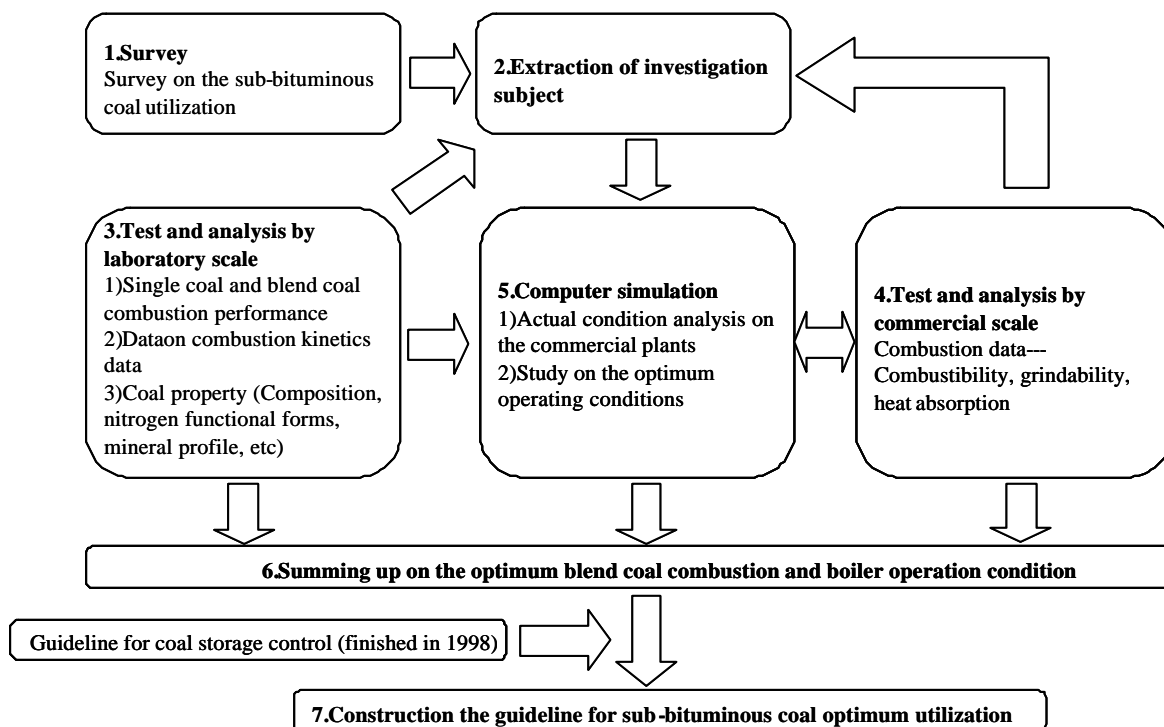 1.Survey
Survey on the sub-bituminous
coal utilization
2.Extraction of investigation
subject
3.Test and analysis by
laboratory scale
1)Single coal and blend coal
combustion performance
2)Dataon combustion kinetics
data
3)Coal property (Composition,
nitrogen functional forms,
mineral profile, etc)
5.Computer simulation
1)Actual condition analysis on
the commercial plants
2)Study on the optimum
operating conditions
4.Test and analysis by
commercial scale
Combustion data---
Combustibility, grindability,
heat absorption
6.Summing up on the optimum blend coal combustion and boiler operation condition
Guideline for coal storage control (finished in 1998)
7.Construction the guideline for sub-bituminous coal optimum utilization